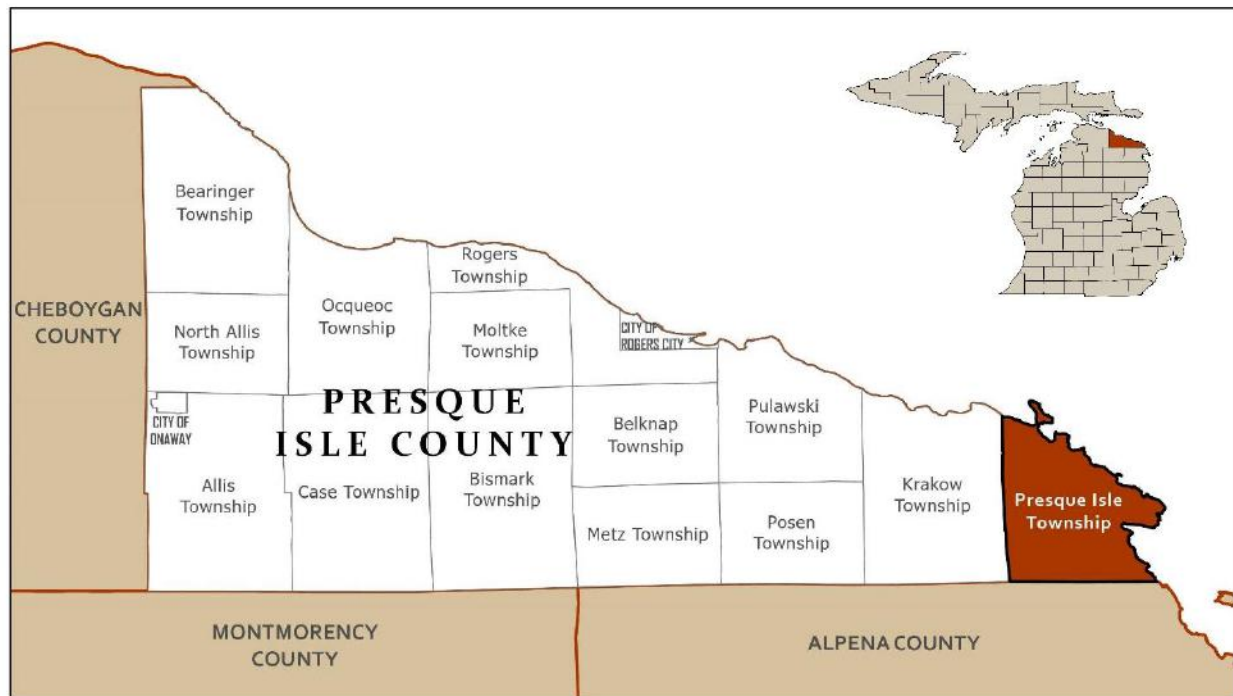 Bearinger
Township
Rogers
Township
CHEBOYGAN
COUNTY
North Allis
Township
Ocqueoc
Township
Moltke
Township
CITY OF
ROGERS CITY
PRESQUE
ISLE COUNTY
CITY OF
ONAWAY
Belknap
Township
Pulawski
Township
Allis
Township
Case Township
Bismark
Township
Krakow
Township
Presque Isle
Township
Metz Township
Posen
Township
MONTMORENCY
COUNTY
ALPENA COUNTY